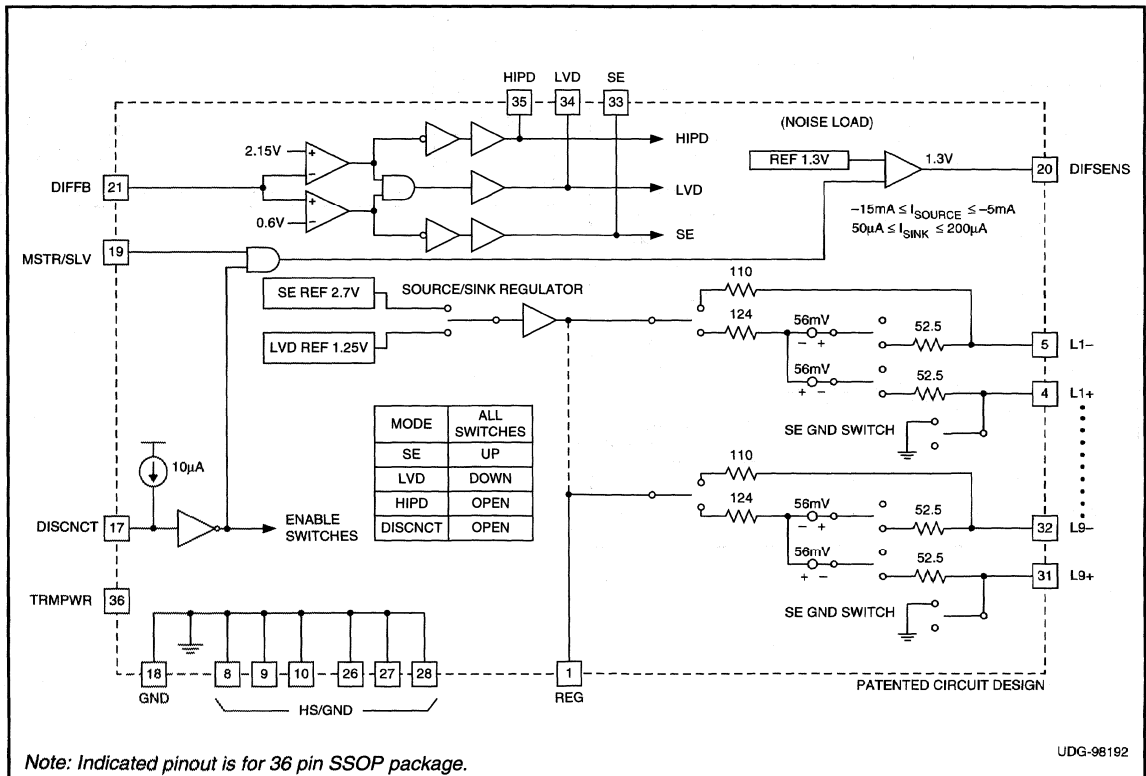 HIPD LVD SE
35 34 33
(NOISE LOAD)
2.15V
HIPD
REF 1.3V
1.3V
DIFFB 21
20 DIFSENS
LVD
0.6V
−15mA ≤ ISOURCE ≤ −5mA
50µA ≤ ISINK ≤ 200µA
SE
MSTR/SLV 19
110
SE REF 2.7V
SOURCE/SINK REGULATOR
124
56mV
52.5
LVD REF 1.25V
− +
5 L1−
56mV
52.5
+ −
4 L1+
SE GND SWITCH
MODE ALL SWITCHES
SE UP
LVD DOWN
HIPD OPEN
DISCNCT OPEN
10µA
110
124
56mV
52.5
− +
32 L9−
DISCNCT 17
ENABLE
SWITCHES
56mV
52.5
+ −
31 L9+
TRMPWR 36
SE GND SWITCH
18 8 9 10 26 27 28 1
GND
HS/GND
REG
PATENTED CIRCUIT DESIGN
Note: Indicated pinout is for 36 pin SSOP package.
UDG-98192